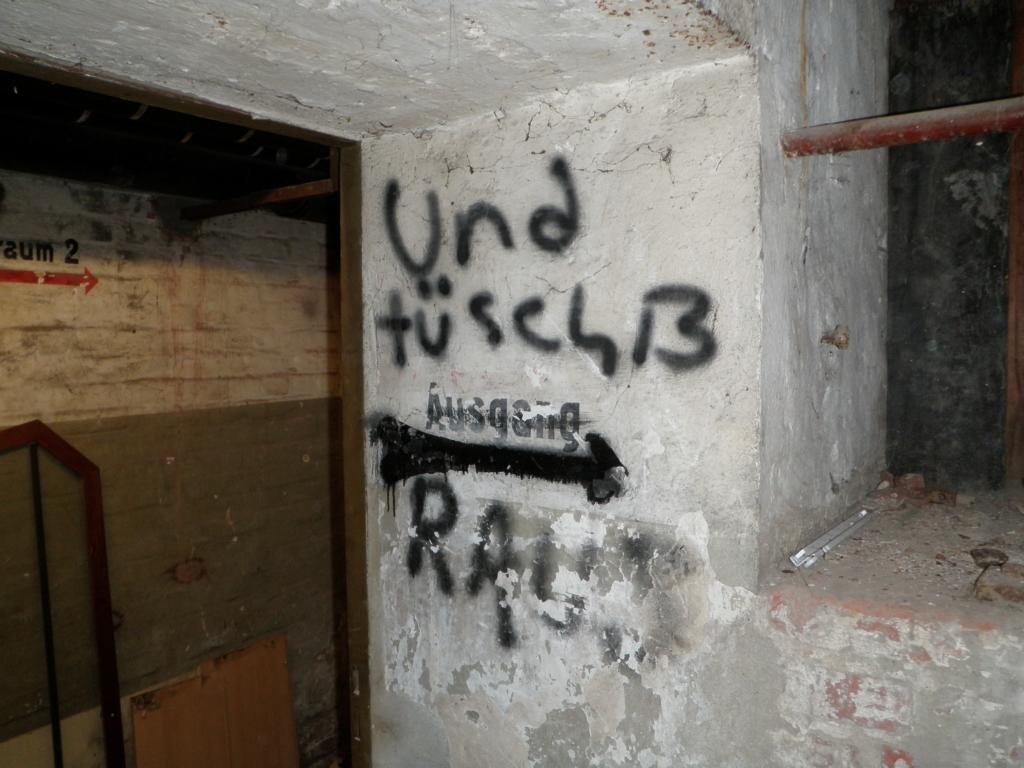 raum 2
Und
tüschß
Ausgang